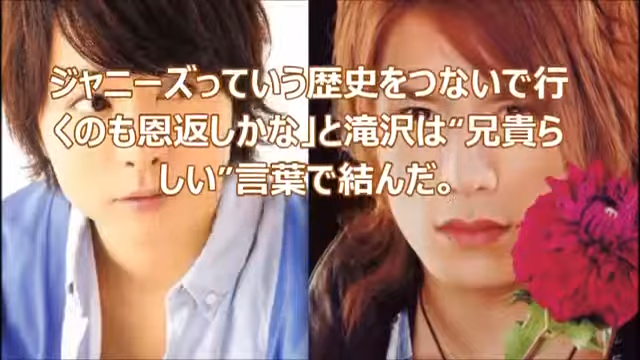 ジャニーズっていう歴史をつないで行
くのも恩返しかな」と滝沢は“兄貴ら
しい”言葉で結んだ。